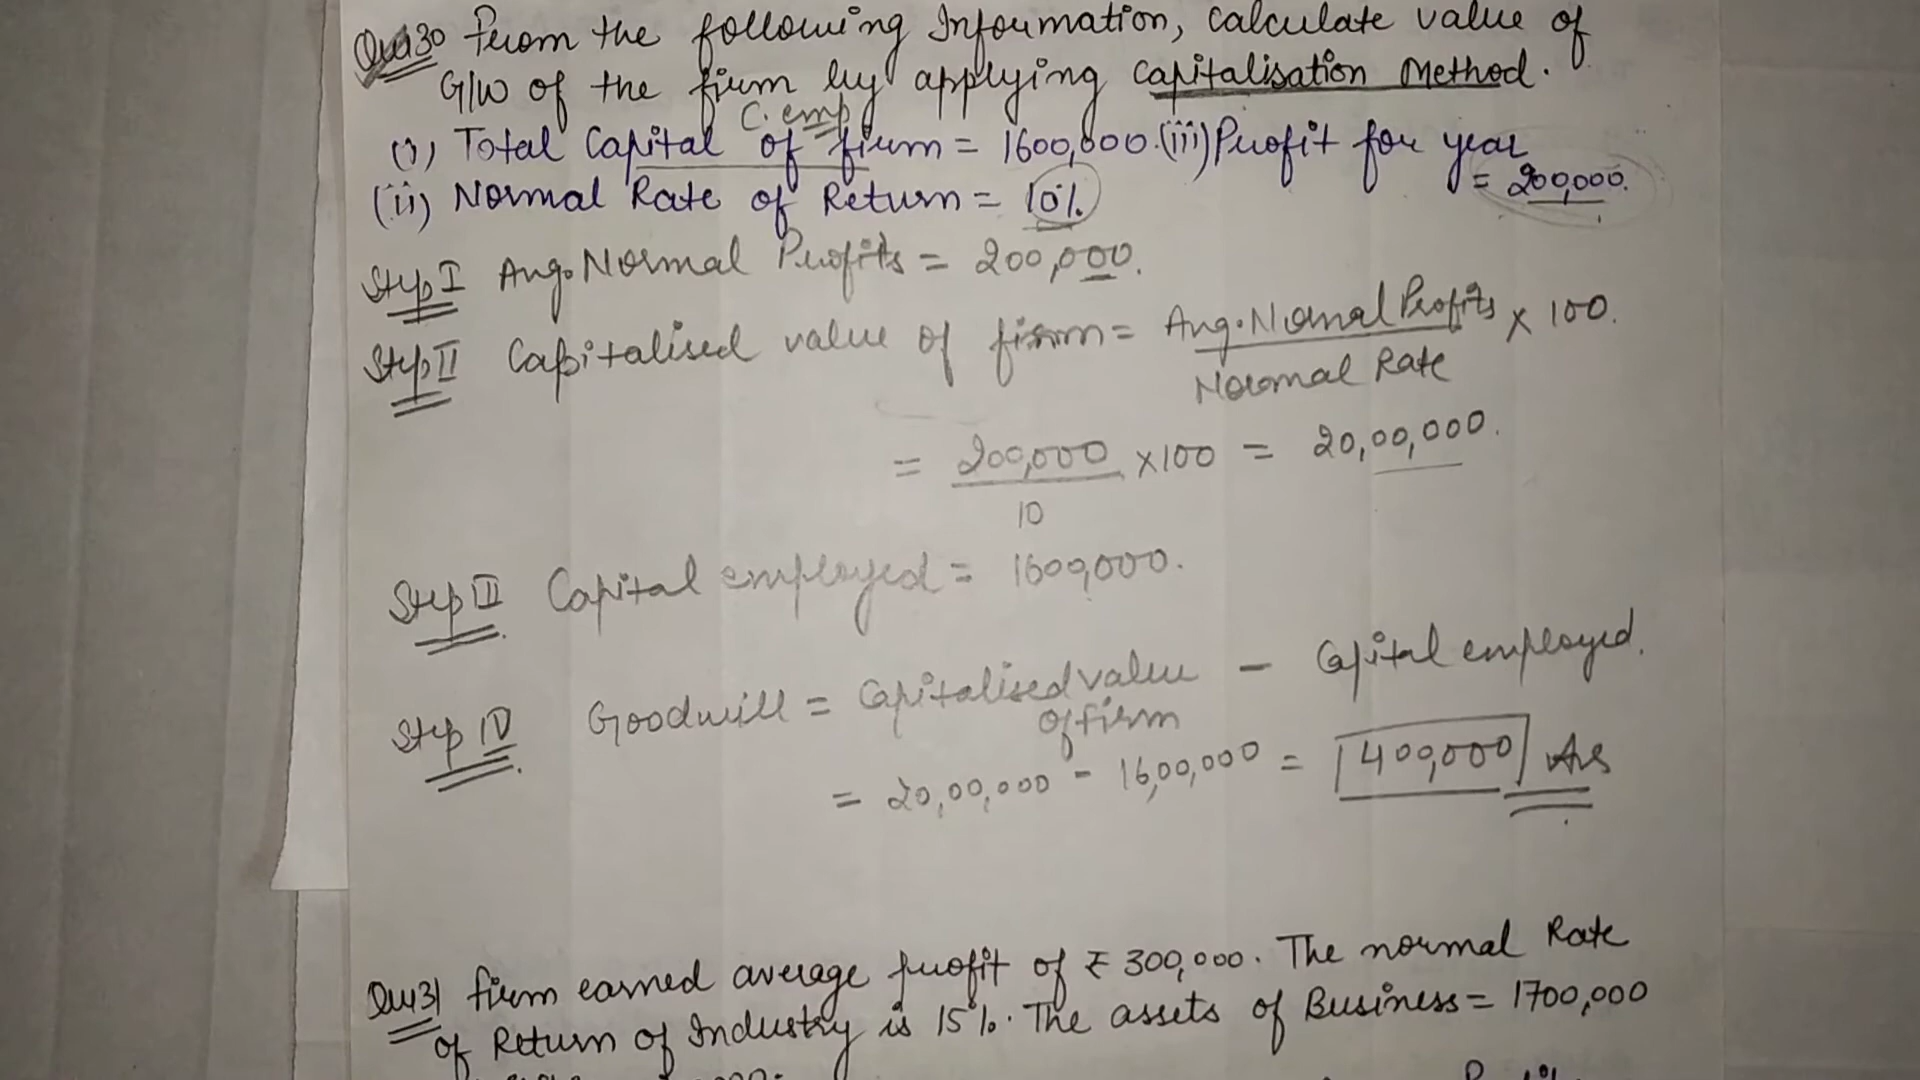 Que 30 From the following Information, Calculate value of
G/W of the firm by applying Capitalisation Method.
C. emp
(i) Total Capital of firm = 1600,000. (iii) Profit for year
(ii) Normal Rate of Return = 10%. = 200,000.
Step I Avg. Normal Profits = 200,000.
Step II Capitalised value of firm = Avg. Normal Profits × 100.
Normal Rate
= 200,000 ×100 = 20,00,000.
10
Step III Capital employed = 1600,000.
Step IV Goodwill = Capitalised value – Capital employed.
of firm
= 20,00,000 - 16,00,000 = 400,000 Ans
Que 31 firm earned average profit of ₹ 300,000. The normal Rate
of Return of Industry is 15%. The assets of Business = 1700,000